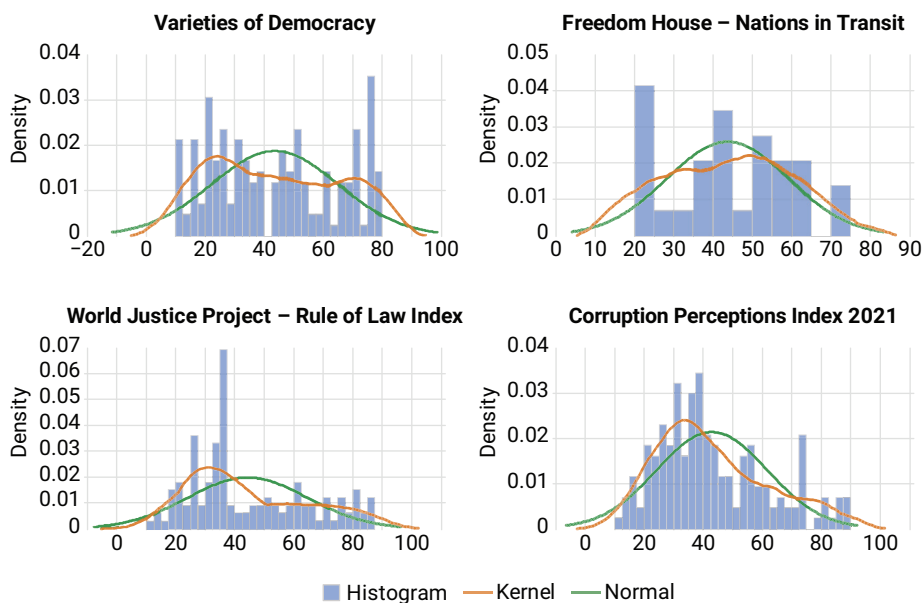 Varieties of Democracy
0.04
0.03
0.02
0.01
0
Density
−20 0 20 40 60 80 100
Freedom House – Nations in Transit
0.05
0.04
0.03
0.02
0.01
0
Density
0 10 20 30 40 50 60 70 80 90
World Justice Project – Rule of Law Index
0.07
0.06
0.05
0.04
0.03
0.02
0.01
0
Density
0 20 40 60 80 100
Corruption Perceptions Index 2021
0.04
0.03
0.02
0.01
0
Density
0 20 40 60 80 100
Histogram Kernel Normal